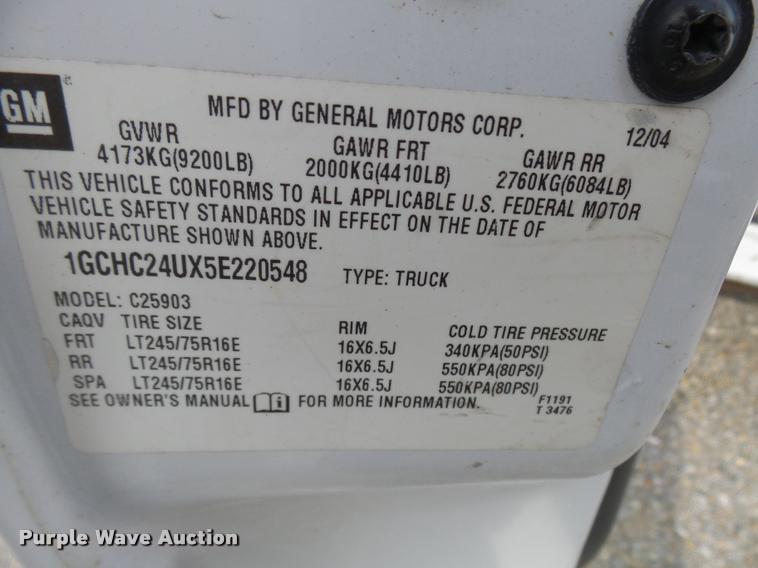 GM
MFD BY GENERAL MOTORS CORP. 12/04
GVWR GAWR FRT GAWR RR
4173KG(9200LB) 2000KG(4410LB) 2760KG(6084LB)
THIS VEHICLE CONFORMS TO ALL APPLICABLE U.S. FEDERAL MOTOR
VEHICLE SAFETY STANDARDS IN EFFECT ON THE DATE OF
MANUFACTURE SHOWN ABOVE.
1GCHC24UX5E220548 TYPE: TRUCK
MODEL: C25903
CAQV TIRE SIZE RIM COLD TIRE PRESSURE
FRT LT245/75R16E 16X6.5J 340KPA(50PSI)
RR LT245/75R16E 16X6.5J 550KPA(80PSI)
SPA LT245/75R16E 16X6.5J 550KPA(80PSI)
SEE OWNER'S MANUAL FOR MORE INFORMATION. F1191
T 3476
Purple Wave Auction